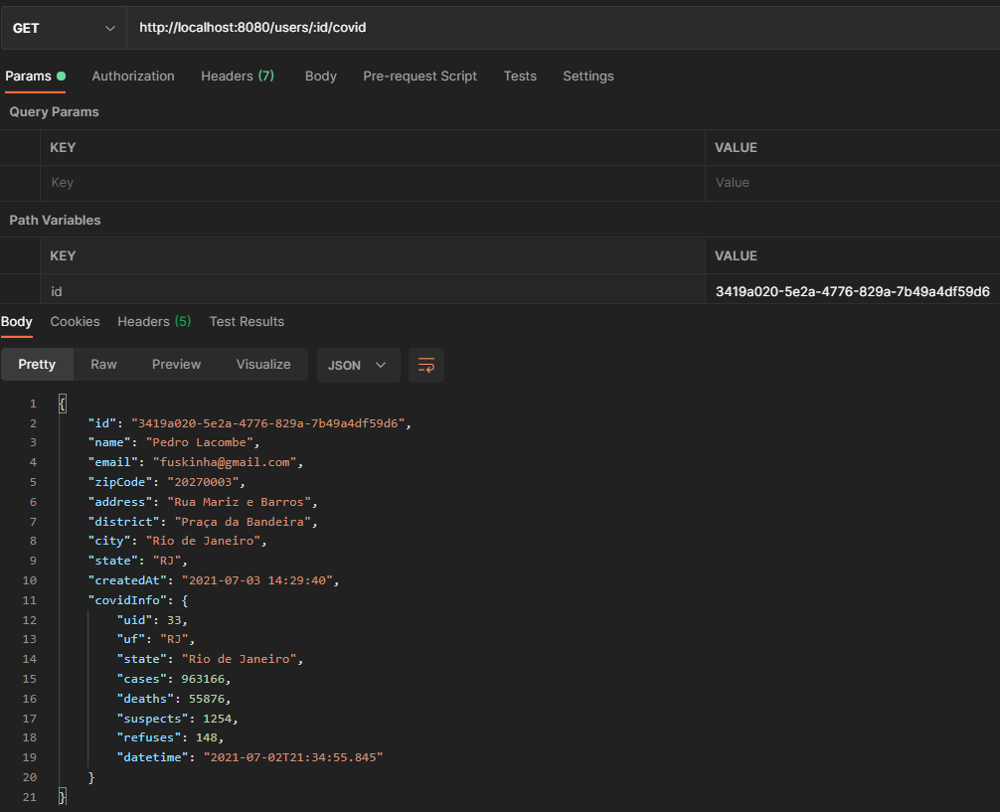 GET http://localhost:8080/users/:id/covid
Params Authorization Headers (7) Body Pre-request Script Tests Settings
Query Params
KEY VALUE
Key Value
Path Variables
KEY VALUE
id 3419a020-5e2a-4776-829a-7b49a4df59d6
Body Cookies Headers (5) Test Results
Pretty Raw Preview Visualize JSON
1 {
2 "id": "3419a020-5e2a-4776-829a-7b49a4df59d6",
3 "name": "Pedro Lacombe",
4 "email": "fuskinha@gmail.com",
5 "zipCode": "20270003",
6 "address": "Rua Mariz e Barros",
7 "district": "Praça da Bandeira",
8 "city": "Rio de Janeiro",
9 "state": "RJ",
10 "createdAt": "2021-07-03 14:29:40",
11 "covidInfo": {
12 "uid": 33,
13 "uf": "RJ",
14 "state": "Rio de Janeiro",
15 "cases": 963166,
16 "deaths": 55876,
17 "suspects": 1254,
18 "refuses": 148,
19 "datetime": "2021-07-02T21:34:55.845"
20 }
21 }